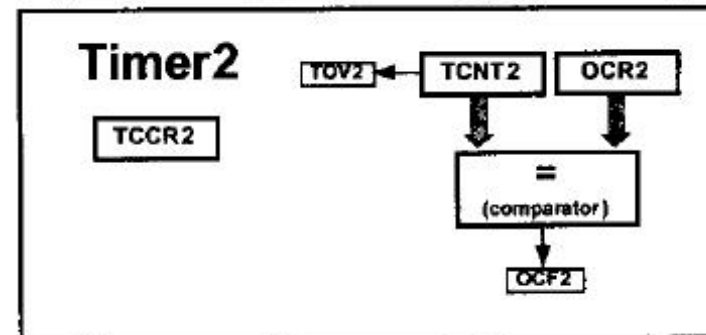 Timer2
TOV2
TCNT2
OCR2
TCCR2
=
(comparator)
OCF2